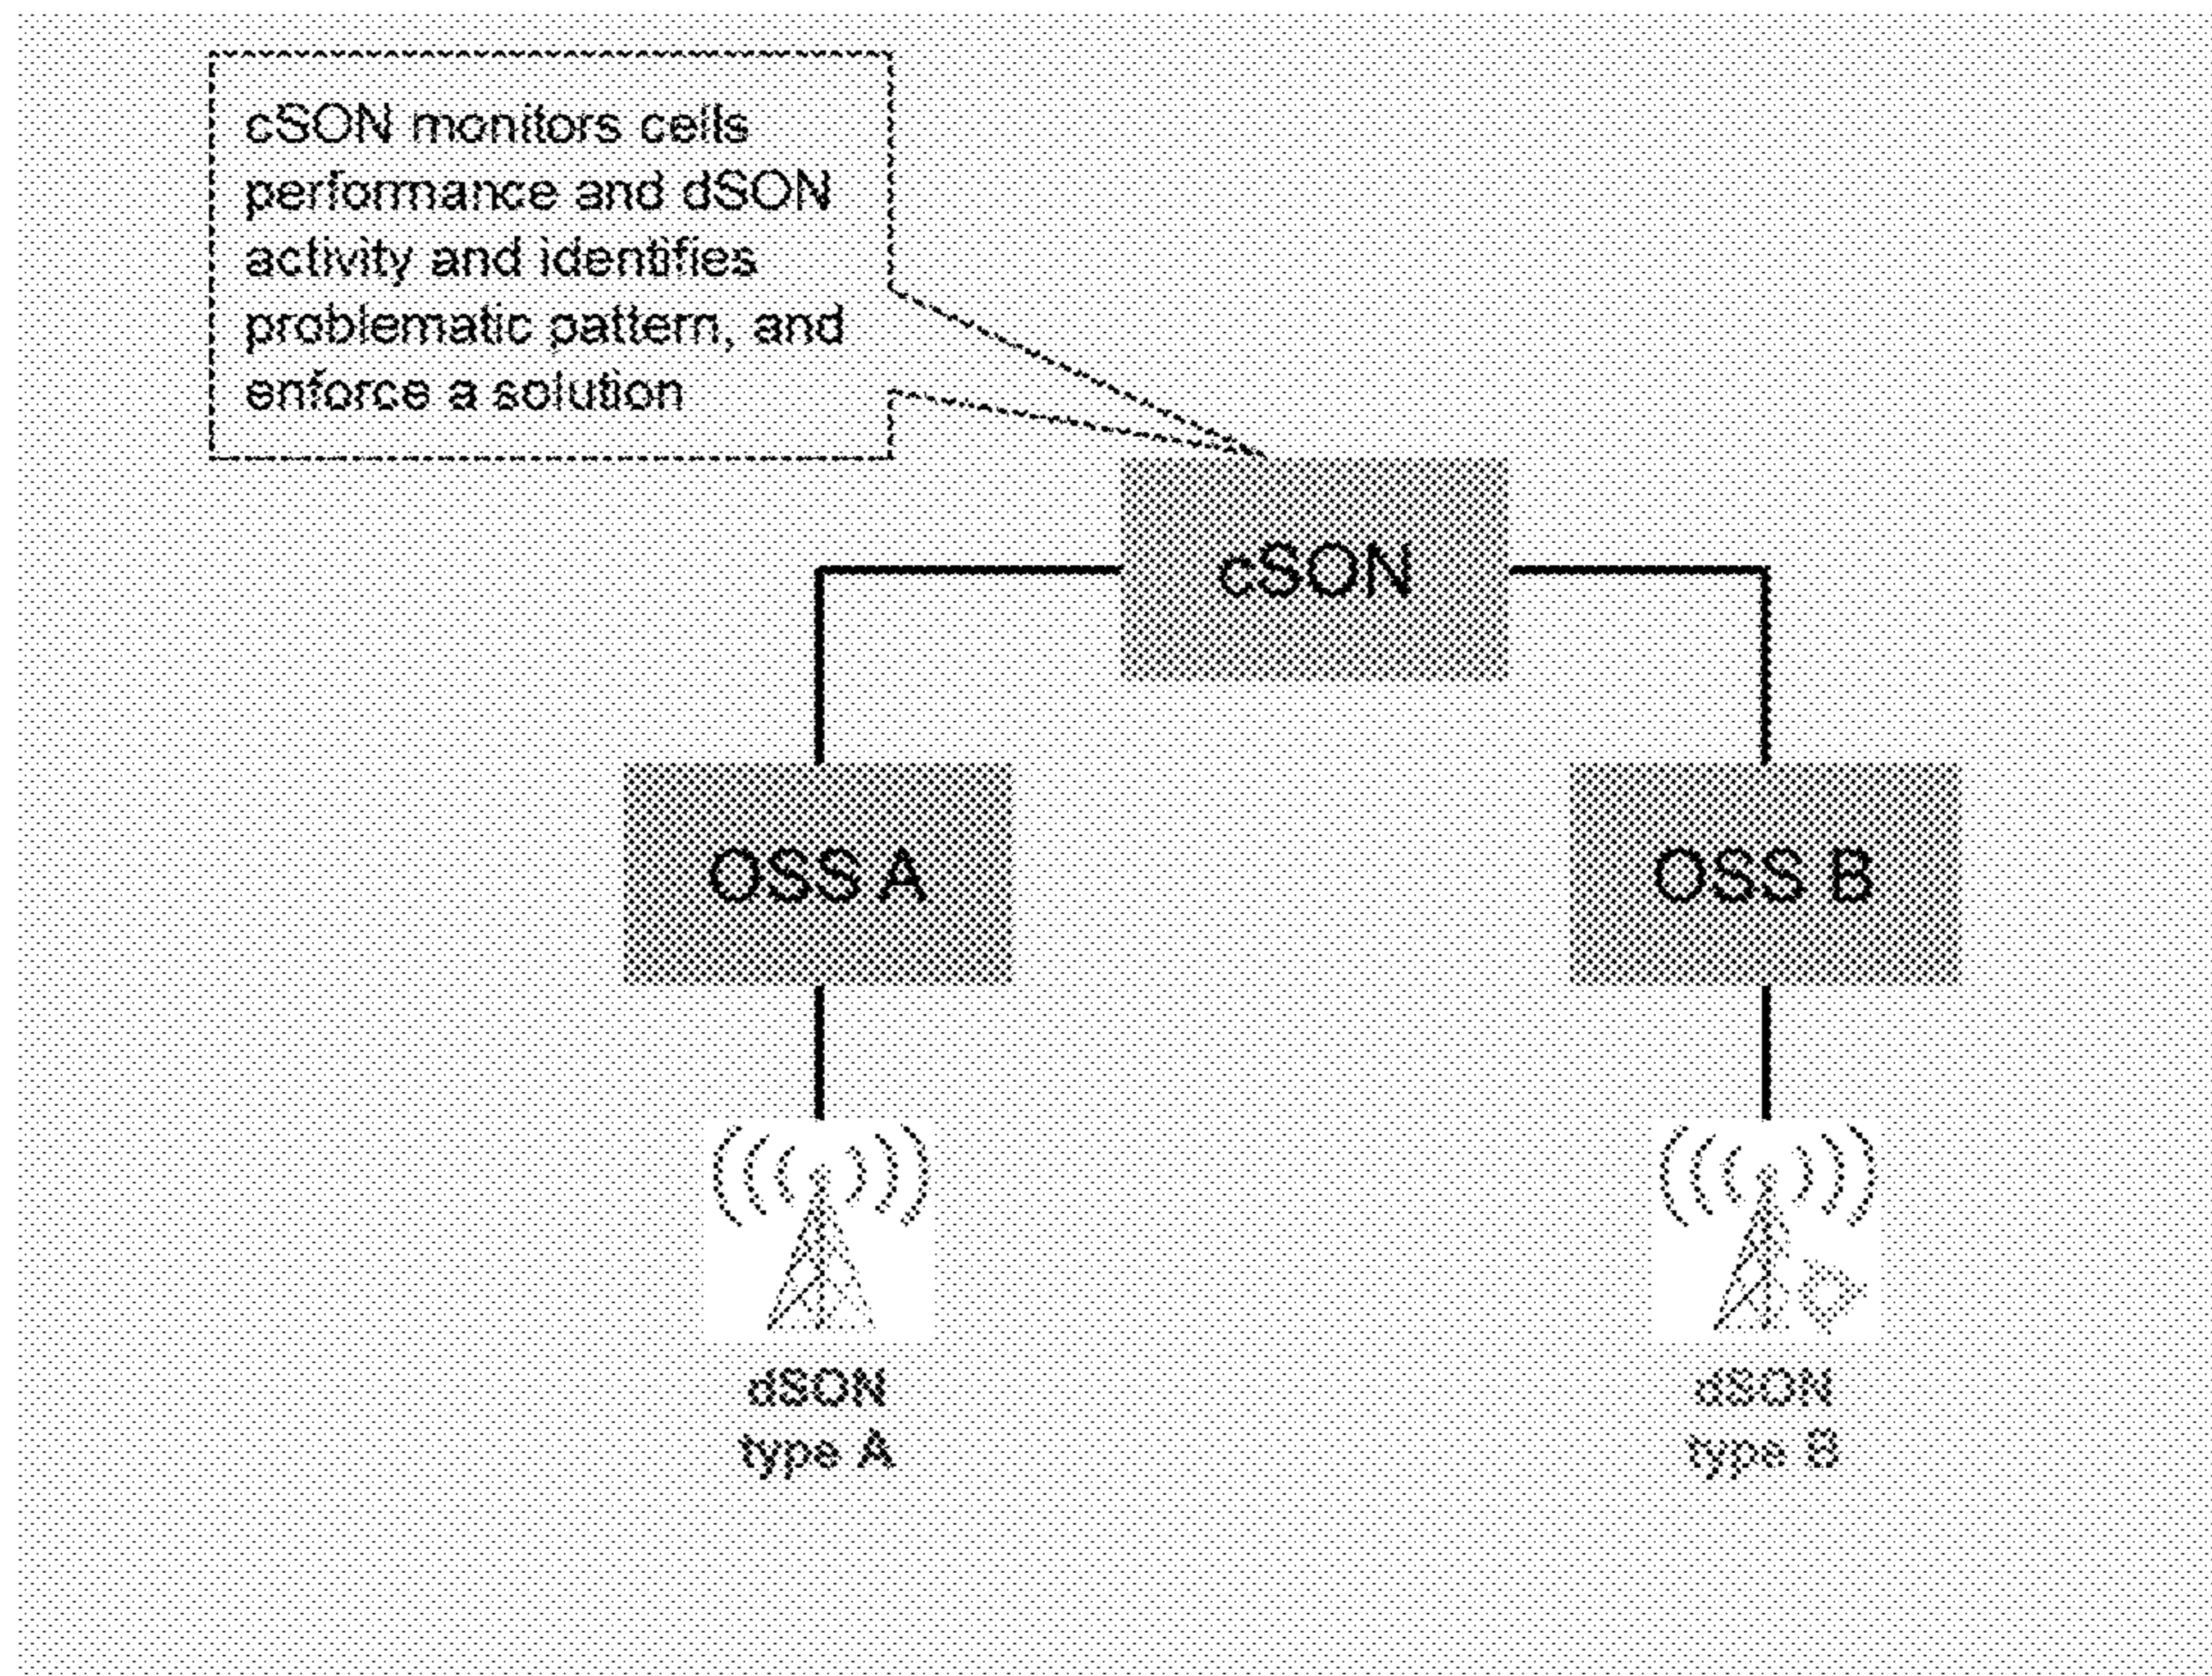 cSON monitors cells
performance and dSON
activity and identifies
problematic pattern, and
enforce a solution
cSON
OSS A
OSS B
dSON
type A
dSON
type B